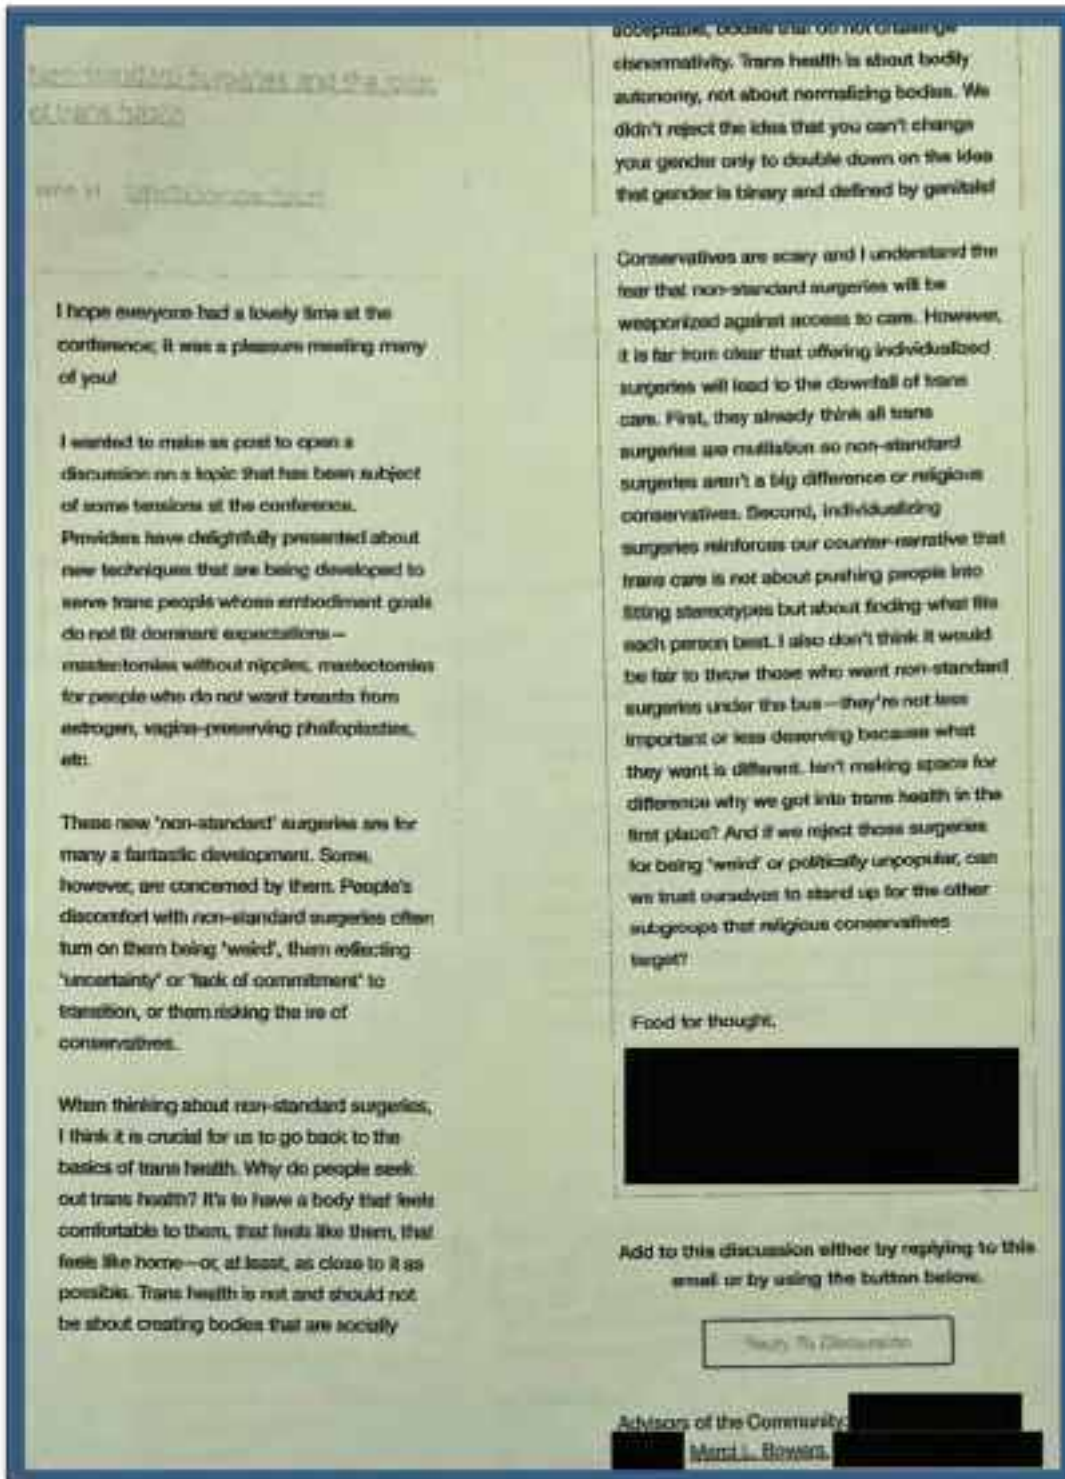 Non-standard Surgeries and the goal
of trans health
I hope everyone had a lovely time at the
conference; it was a pleasure meeting many
of you!
I wanted to make as post to open a
discussion on a topic that has been subject
of some tensions at the conference.
Providers have delightfully presented about
new techniques that are being developed to
serve trans people whose embodiment goals
do not fit dominant expectations—
mastectomies without nipples, mastectomies
for people who do not want breasts from
estrogen, vagina-preserving phalloplasties,
etc.
These new 'non-standard' surgeries are for
many a fantastic development. Some,
however, are concerned by them. People's
discomfort with non-standard surgeries often
turn on them being 'weird', them reflecting
'uncertainty' or 'lack of commitment' to
transition, or them risking the ire of
conservatives.
When thinking about non-standard surgeries,
I think it is crucial for us to go back to the
basics of trans health. Why do people seek
out trans health? It's to have a body that feels
comfortable to them, that feels like them, that
feels like home—or, at least, as close to it as
possible. Trans health is not and should not
be about creating bodies that are socially
acceptable, bodies that do not challenge
cisnormativity. Trans health is about bodily
autonomy, not about normalizing bodies. We
didn't reject the idea that you can't change
your gender only to double down on the idea
that gender is binary and defined by genitals!
Conservatives are scary and I understand the
fear that non-standard surgeries will be
weaponized against access to care. However,
it is far from clear that offering individualized
surgeries will lead to the downfall of trans
care. First, they already think all trans
surgeries are mutilation so non-standard
surgeries aren't a big difference or religious
conservatives. Second, individualizing
surgeries reinforces our counter-narrative that
trans care is not about pushing people into
fitting stereotypes but about finding what fits
each person best. I also don't think it would
be fair to throw those who want non-standard
surgeries under the bus—they're not less
important or less deserving because what
they want is different. Isn't making space for
difference why we got into trans health in the
first place? And if we reject those surgeries
for being 'weird' or politically unpopular, can
we trust ourselves to stand up for the other
subgroups that religious conservatives
target?
Food for thought,
Add to this discussion either by replying to this
email or by using the button below.
Reply To Discussion
Advisors of the Community:
Marci L. Bowers,